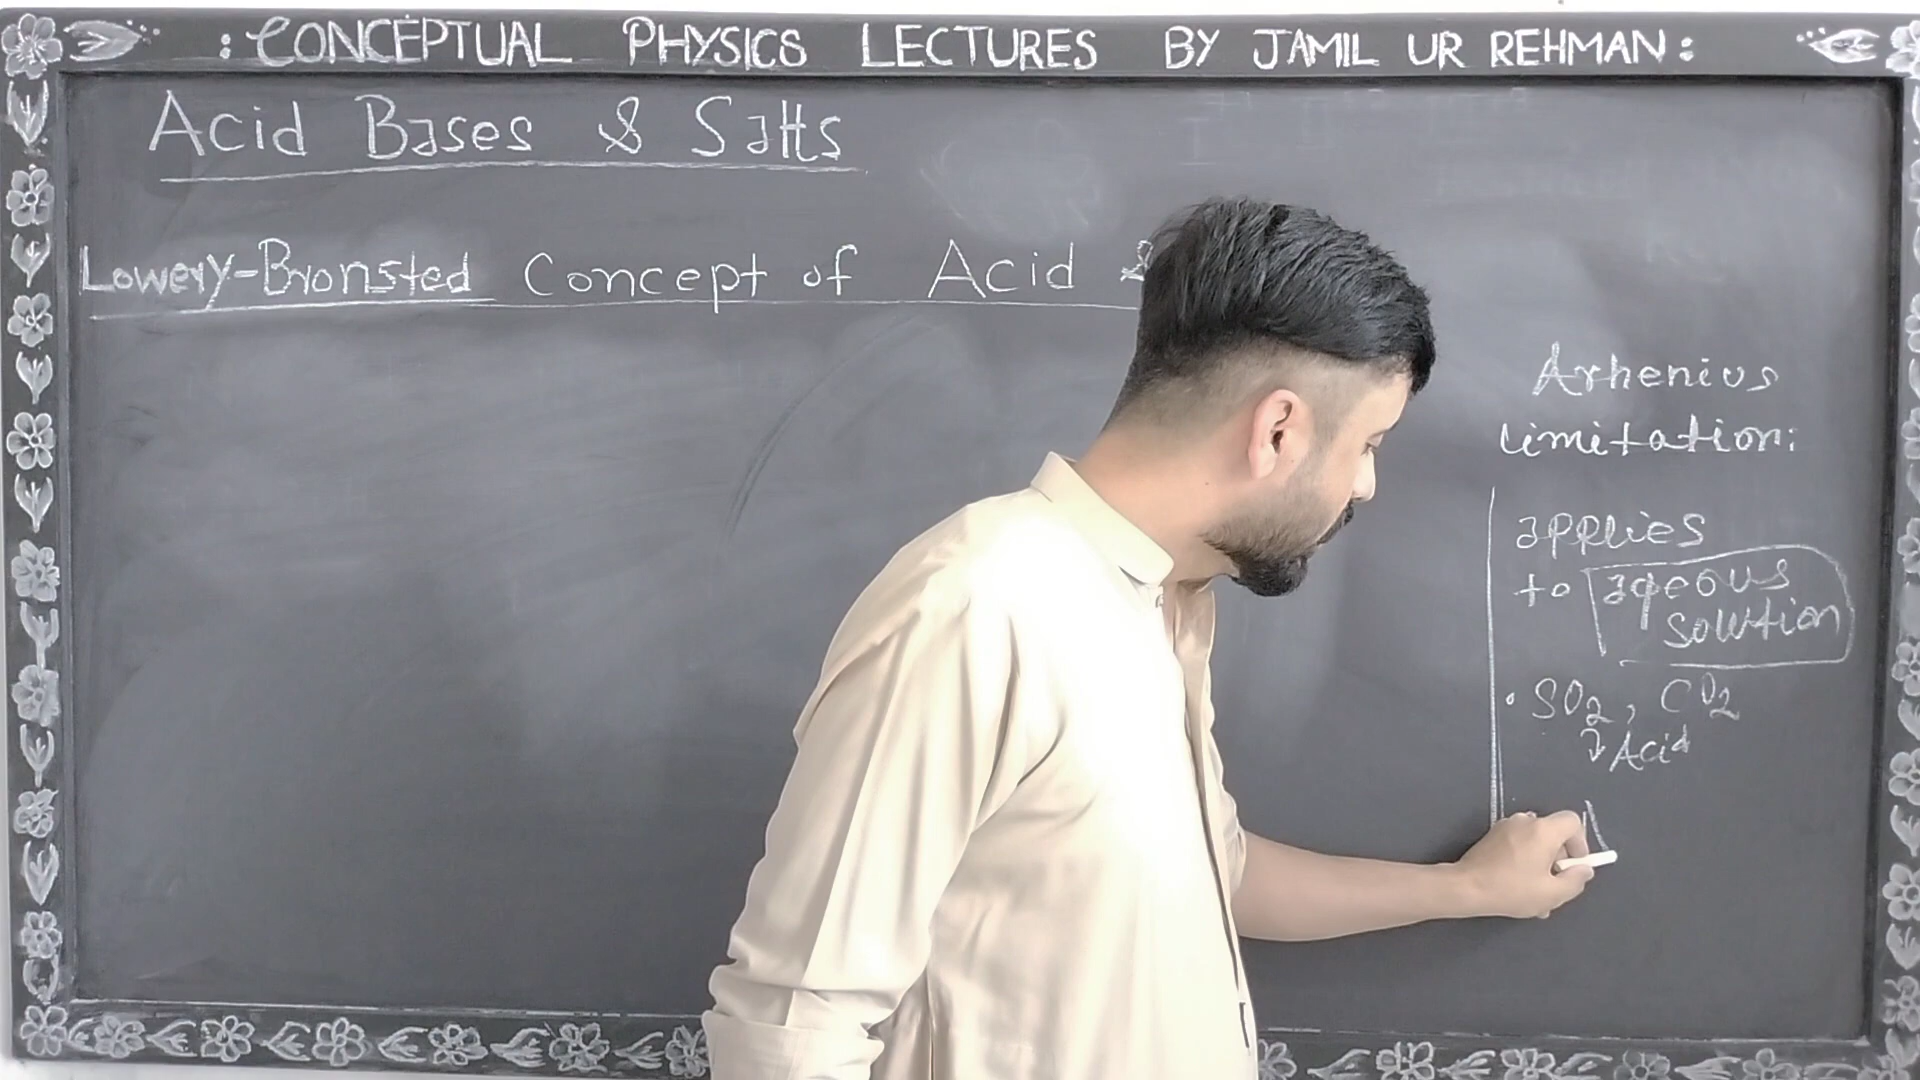 : CONCEPTUAL PHYSICS LECTURES BY JAMIL UR REHMAN :
Acid Bases & Salts
Lowery-Bronsted Concept of Acid &
Arhenius
limitation:
applies
to aqeous
solution
• SO2, CO2
Acid